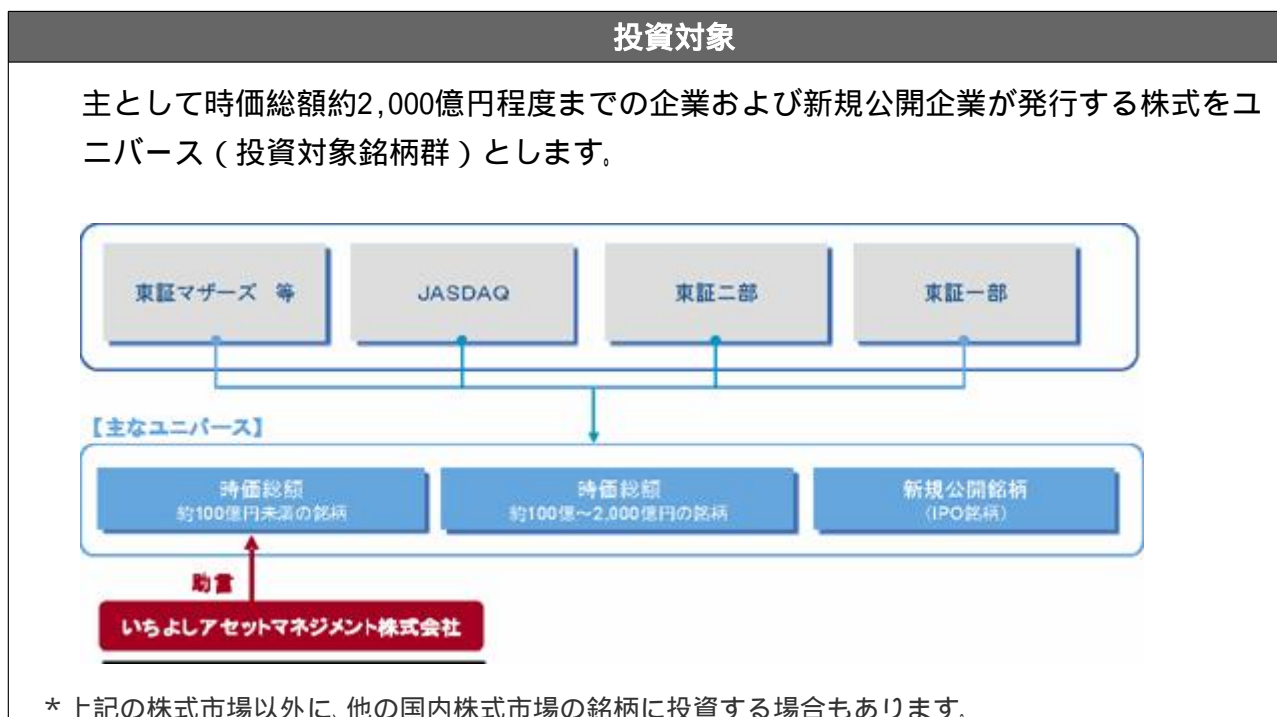 投資対象
主として時価総額約2,000億円程度までの企業および新規公開企業が発行する株式をユ
ニバース（投資対象銘柄群）とします。
東証マザーズ 等
JASDAQ
東証二部
東証一部
【主なユニバース】
時価総額
約100億円未満の銘柄
時価総額
約100億～2,000億円の銘柄
新規公開銘柄
（IPO銘柄）
助言
いちよしアセットマネジメント株式会社
＊上記の株式市場以外に、他の国内株式市場の銘柄に投資する場合もあります。